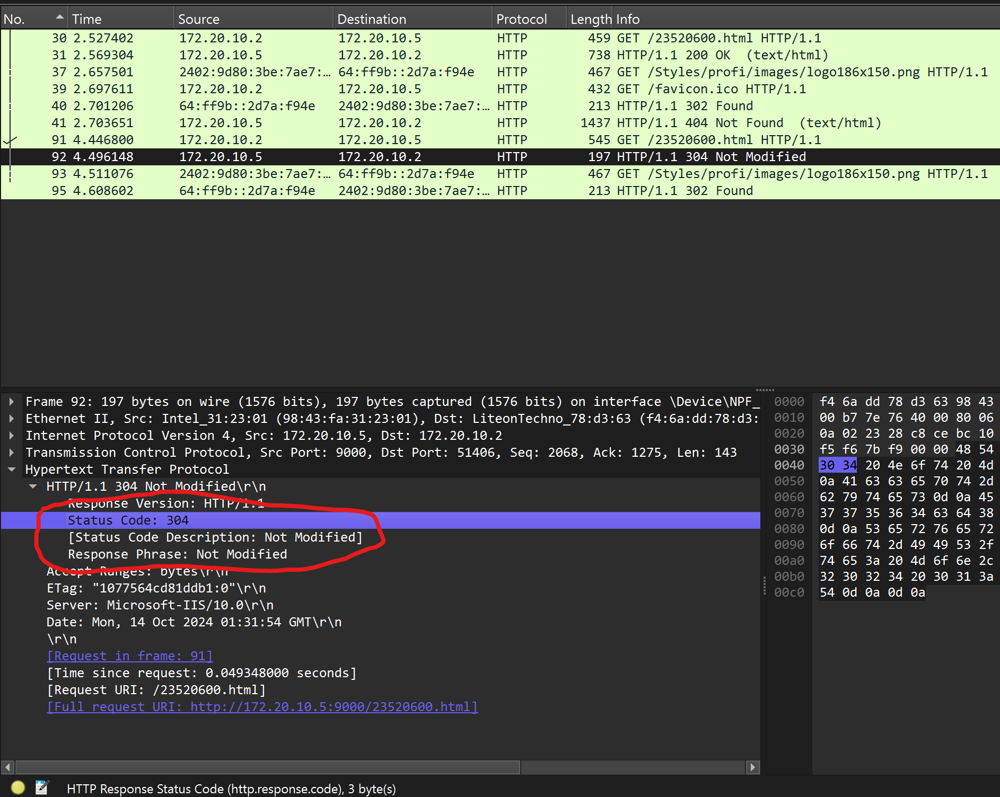 No. Time Source Destination Protocol Length Info
30 2.527402 172.20.10.2 172.20.10.5 HTTP 459 GET /23520600.html HTTP/1.1
31 2.569304 172.20.10.5 172.20.10.2 HTTP 738 HTTP/1.1 200 OK (text/html)
37 2.657501 2402:9d80:3be:7ae7:… 64:ff9b::2d7a:f94e HTTP 467 GET /Styles/profi/images/logo186x150.png HTTP/1.1
39 2.697611 172.20.10.2 172.20.10.5 HTTP 432 GET /favicon.ico HTTP/1.1
40 2.701206 64:ff9b::2d7a:f94e 2402:9d80:3be:7ae7:… HTTP 213 HTTP/1.1 302 Found
41 2.703651 172.20.10.5 172.20.10.2 HTTP 1437 HTTP/1.1 404 Not Found (text/html)
91 4.446800 172.20.10.2 172.20.10.5 HTTP 545 GET /23520600.html HTTP/1.1
92 4.496148 172.20.10.5 172.20.10.2 HTTP 197 HTTP/1.1 304 Not Modified
93 4.511076 2402:9d80:3be:7ae7:… 64:ff9b::2d7a:f94e HTTP 467 GET /Styles/profi/images/logo186x150.png HTTP/1.1
95 4.608602 64:ff9b::2d7a:f94e 2402:9d80:3be:7ae7:… HTTP 213 HTTP/1.1 302 Found
Frame 92: 197 bytes on wire (1576 bits), 197 bytes captured (1576 bits) on interface \Device\NPF_
Ethernet II, Src: Intel_31:23:01 (98:43:fa:31:23:01), Dst: LiteonTechno_78:d3:63 (f4:6a:dd:78:d3:
Internet Protocol Version 4, Src: 172.20.10.5, Dst: 172.20.10.2
Transmission Control Protocol, Src Port: 9000, Dst Port: 51406, Seq: 2068, Ack: 1275, Len: 143
Hypertext Transfer Protocol
HTTP/1.1 304 Not Modified\r\n
Response Version: HTTP/1.1
Status Code: 304
[Status Code Description: Not Modified]
Response Phrase: Not Modified
Accept-Ranges: bytes\r\n
ETag: "1077564cd81ddb1:0"\r\n
Server: Microsoft-IIS/10.0\r\n
Date: Mon, 14 Oct 2024 01:31:54 GMT\r\n
\r\n
[Request in frame: 91]
[Time since request: 0.049348000 seconds]
[Request URI: /23520600.html]
[Full request URI: http://172.20.10.5:9000/23520600.html]
0000 f4 6a dd 78 d3 63 98 43
0010 00 b7 7e 76 40 00 80 06
0020 0a 02 23 28 c8 ce bc 10
0030 f5 f6 7b f9 00 00 48 54
0040 30 34 20 4e 6f 74 20 4d
0050 0a 41 63 63 65 70 74 2d
0060 62 79 74 65 73 0d 0a 45
0070 37 37 35 36 34 63 64 38
0080 0d 0a 53 65 72 76 65 72
0090 6f 66 74 2d 49 49 53 2f
00a0 74 65 3a 20 4d 6f 6e 2c
00b0 32 30 32 34 20 30 31 3a
00c0 54 0d 0a 0d 0a
HTTP Response Status Code (http.response.code), 3 byte(s)